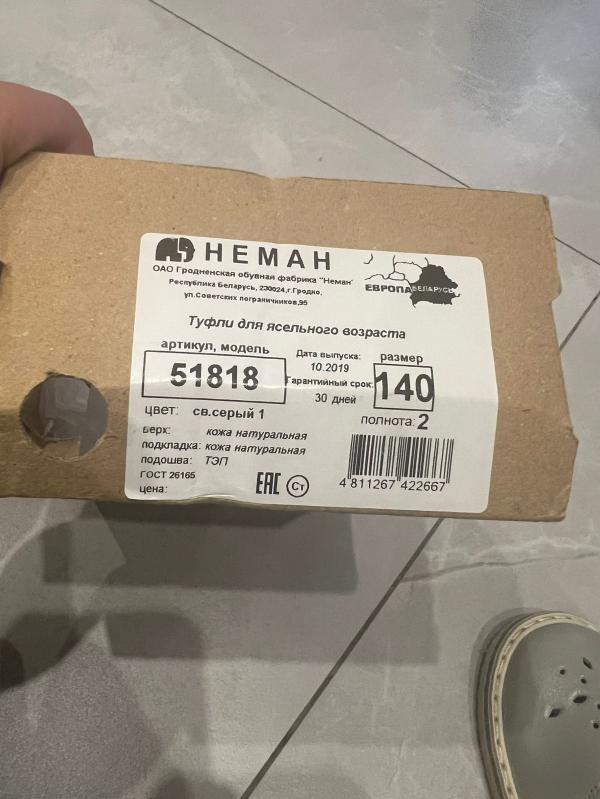 НЕМАН
ОАО Гродненская обувная фабрика "Неман"
Республика Беларусь, 230024,г.Гродно,
ул.Советских пограничников,95
ЕВРОПА БЕЛАРУСЬ
Туфли для ясельного возраста
артикул, модель
51818
Дата выпуска:
10.2019
Гарантийный срок:
30 дней
размер
140
цвет: св.серый 1
полнота: 2
верх: кожа натуральная
подкладка: кожа натуральная
подошва: ТЭП
ГОСТ 26165
цена:
ЕАС Ст
4 811267 422667